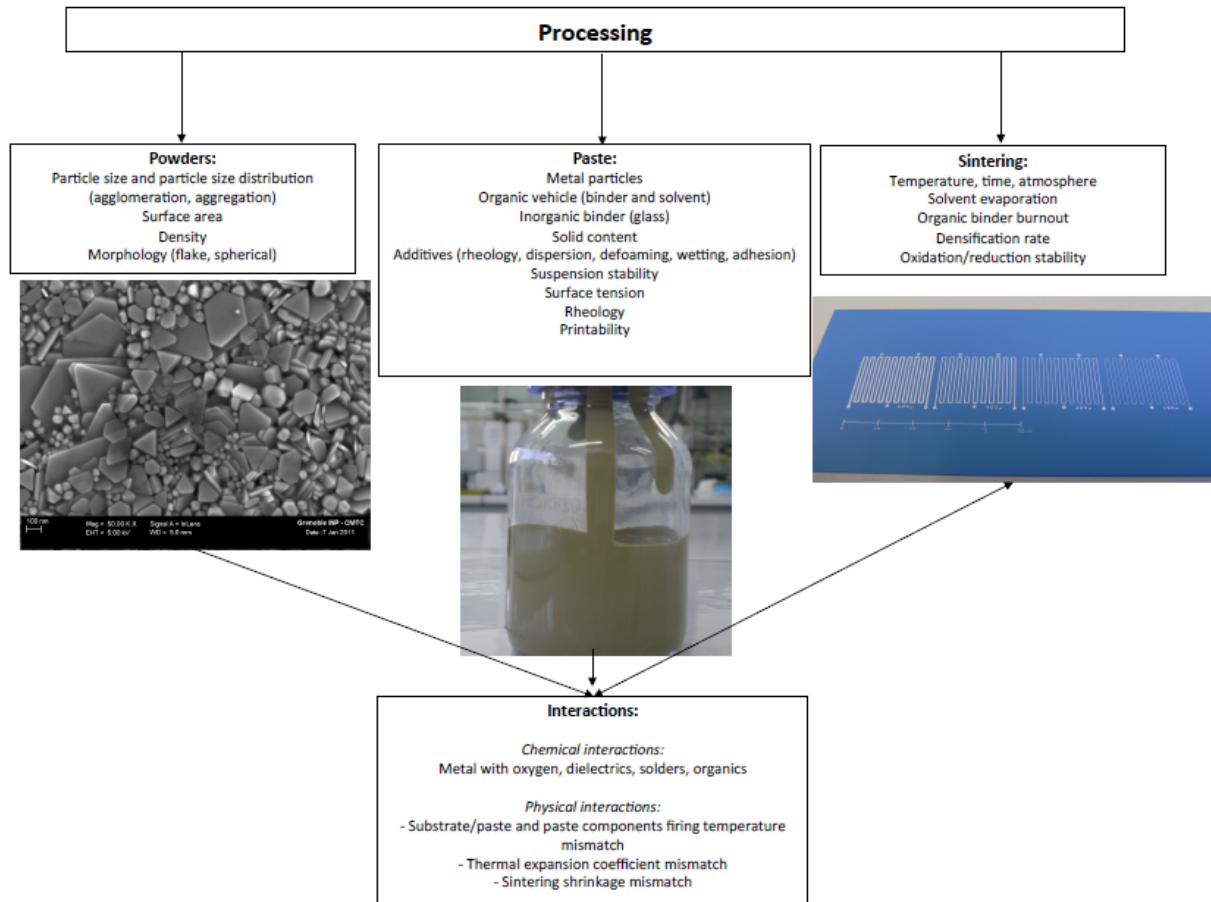 Processing
Powders:
Particle size and particle size distribution
(agglomeration, aggregation)
Surface area
Density
Morphology (flake, spherical)
Paste:
Metal particles
Organic vehicle (binder and solvent)
Inorganic binder (glass)
Solid content
Additives (rheology, dispersion, defoaming, wetting, adhesion)
Suspension stability
Surface tension
Rheology
Printability
Sintering:
Temperature, time, atmosphere
Solvent evaporation
Organic binder burnout
Densification rate
Oxidation/reduction stability
100 nm
Mag = 50.00 K X
EHT = 5.00 kV
Signal A = InLens
WD = 5.0 mm
Grenoble INP - CMTC
Date :7 Jan 2011
Interactions:
Chemical interactions:
Metal with oxygen, dielectrics, solders, organics
Physical interactions:
- Substrate/paste and paste components firing temperature
mismatch
- Thermal expansion coefficient mismatch
- Sintering shrinkage mismatch